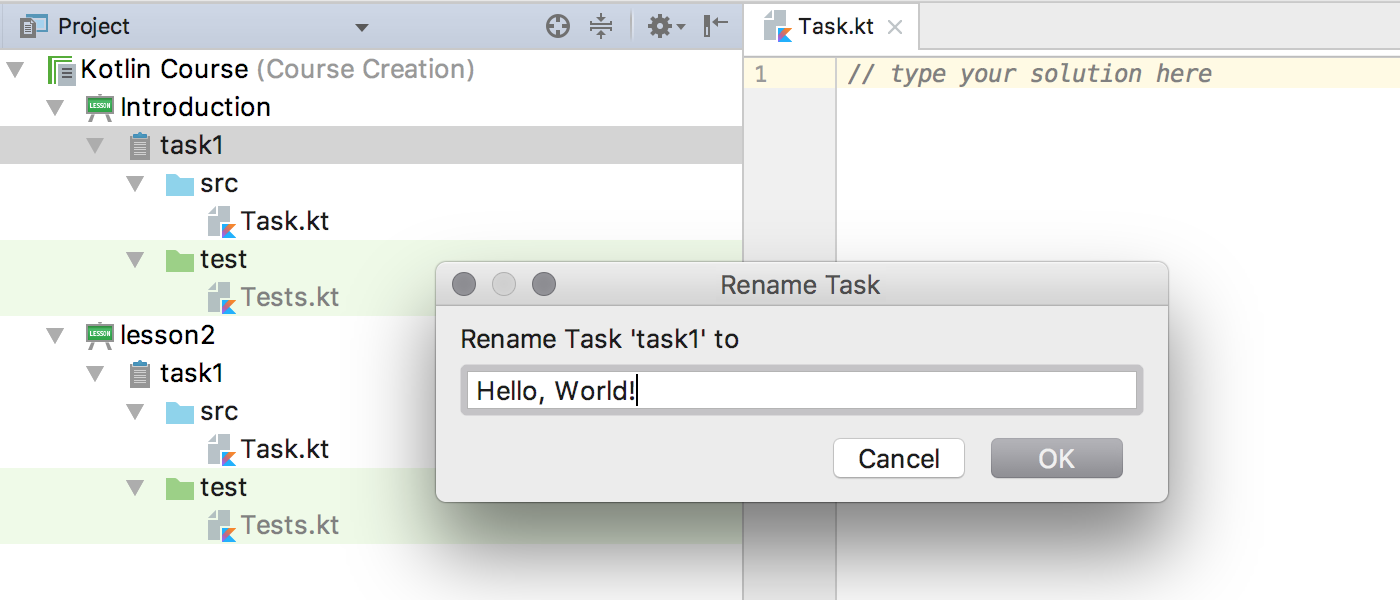 Project
Task.kt
Kotlin Course (Course Creation)
1 // type your solution here
LESSON Introduction
task1
src
Task.kt
test
Tests.kt
LESSON lesson2
task1
src
Task.kt
test
Tests.kt
Rename Task
Rename Task 'task1' to
Hello, World!
Cancel OK